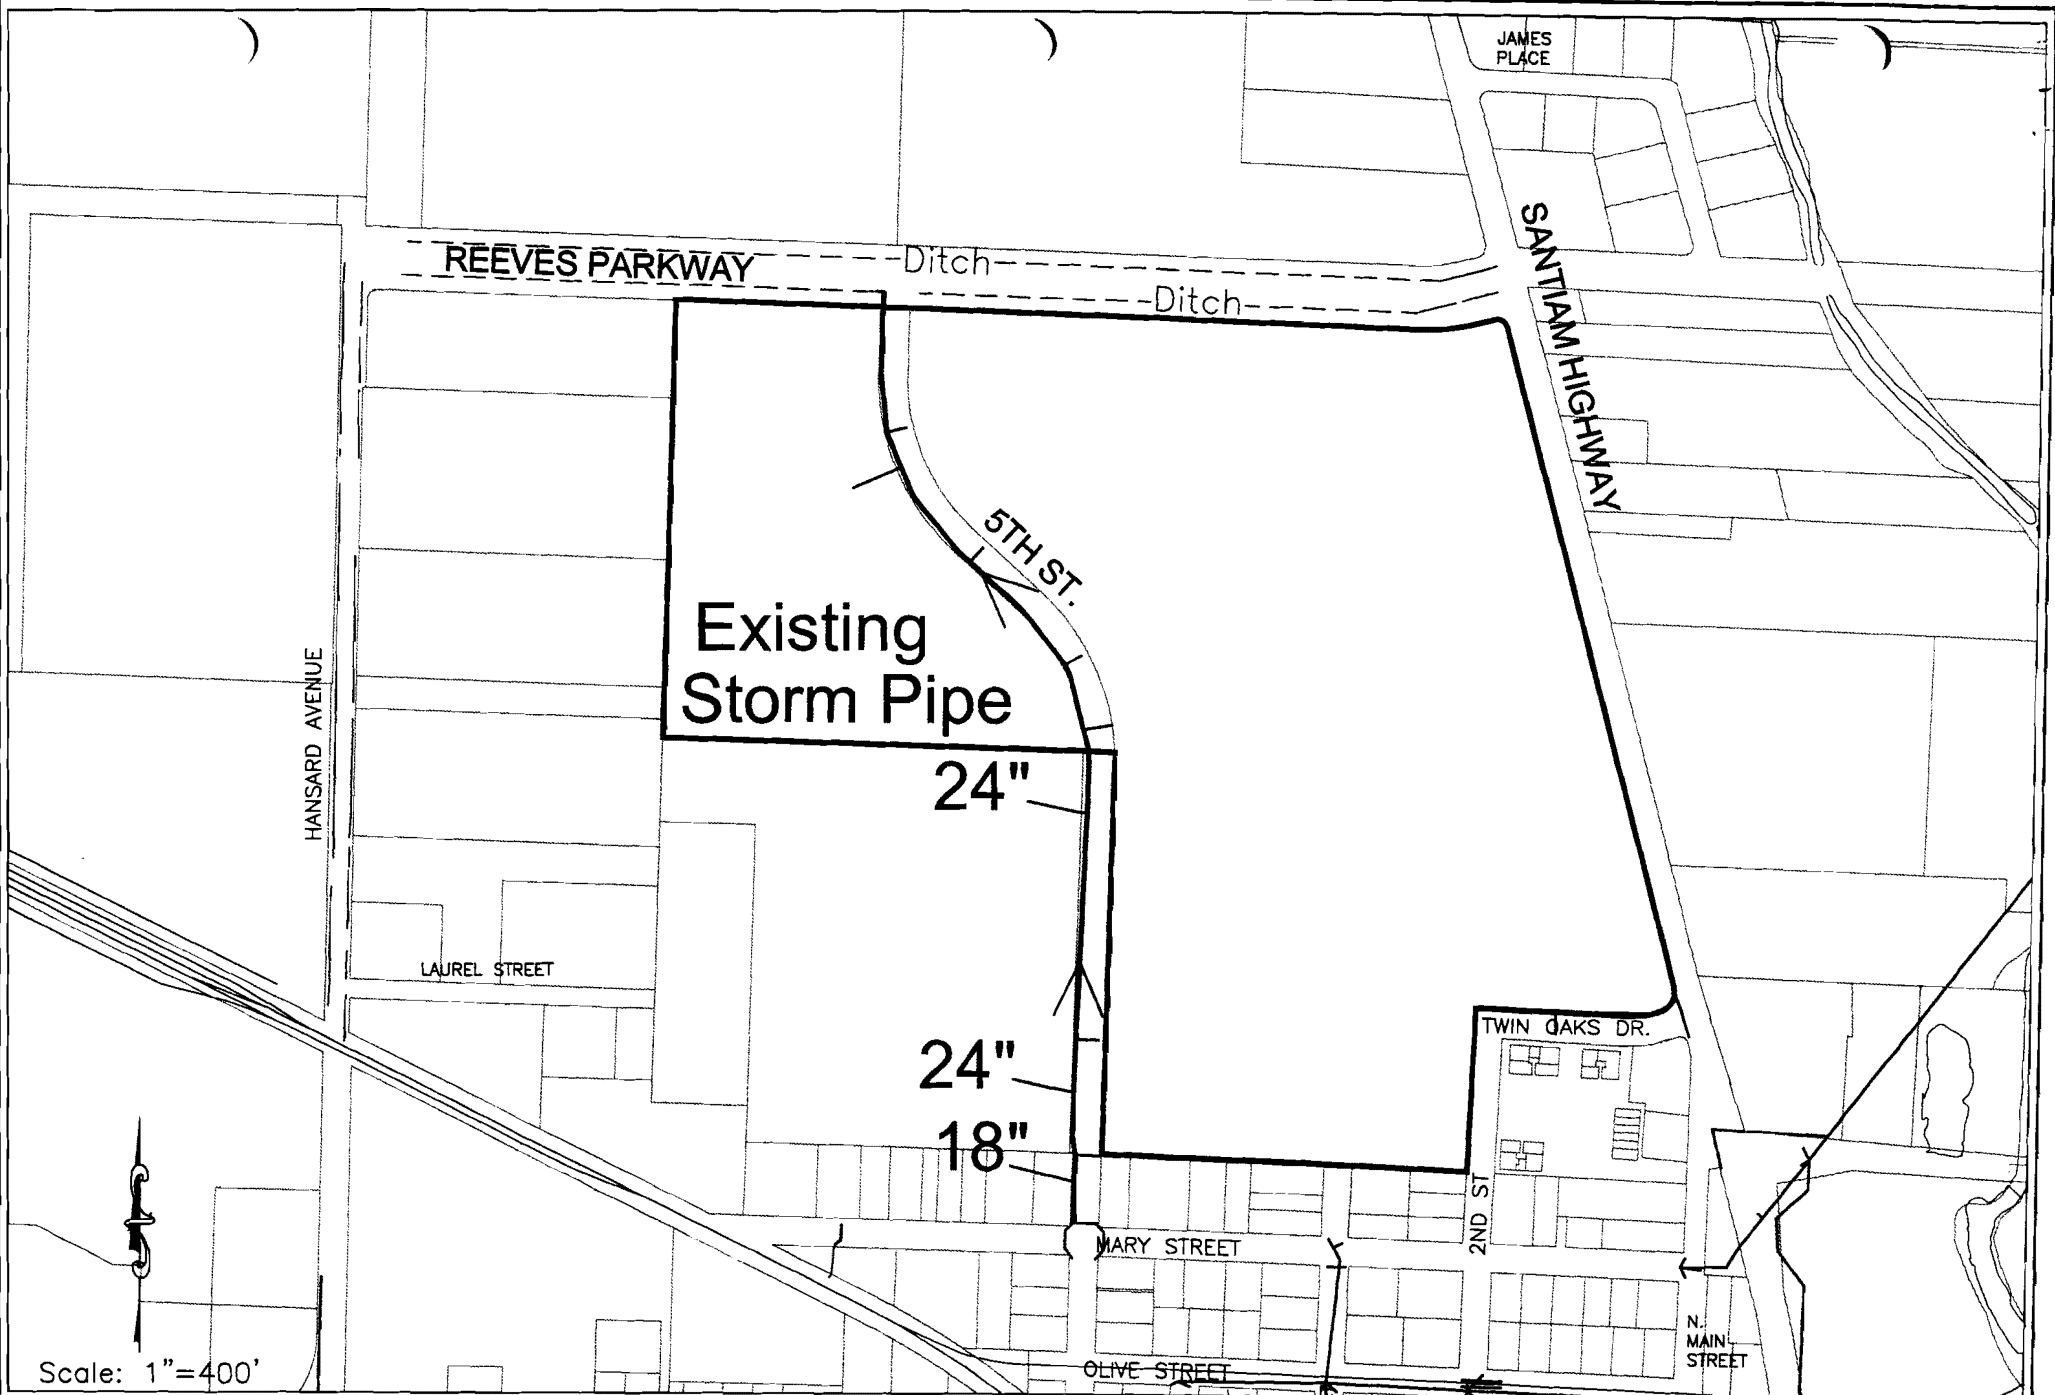 JAMES
PLACE
REEVES PARKWAY
Ditch
Ditch
SANTIAM HIGHWAY
5TH ST.
Existing
Storm Pipe
HANSARD AVENUE
24"
LAUREL STREET
TWIN OAKS DR.
24"
18"
2ND ST
MARY STREET
N.
MAIN
STREET
OLIVE STREET
Scale: 1"=400'